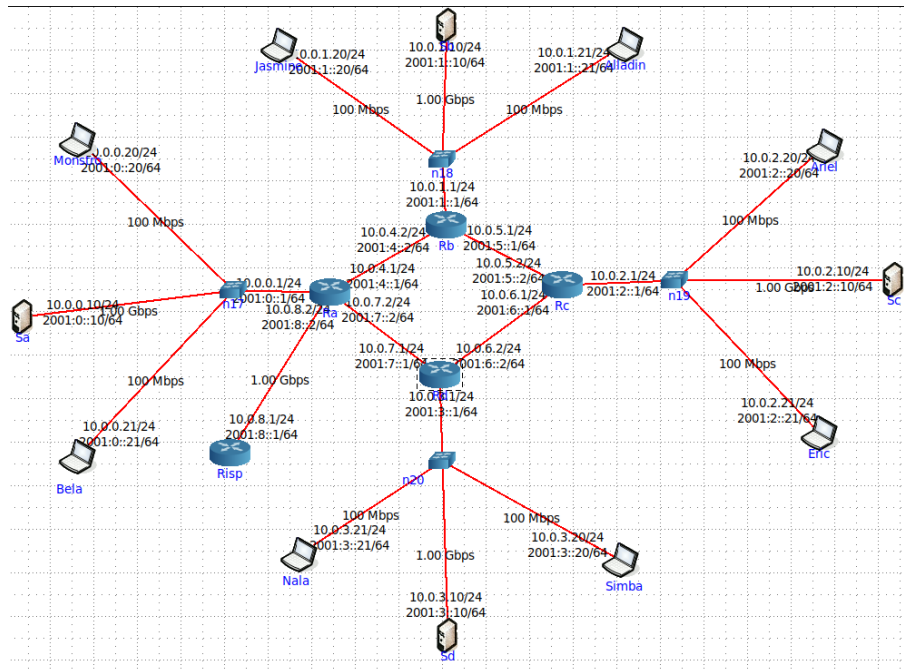 10.0.1.10/24
2001:1::10/64
Jasmine
.0.0.1.20/24
2001:1::20/64
10.0.1.21/24
2001:1::21/64
Alladin
100 Mbps
1.00 Gbps
100 Mbps
n18
10.0.1.1/24
2001:1::1/64
Rb
Monstro
0.0.0.20/24
2001:0::20/64
100 Mbps
10.0.2.20/24
2001:2::20/64
Ariel
100 Mbps
10.0.4.2/24
2001:4::2/64
10.0.5.1/24
2001:5::1/64
10.0.4.1/24
2001:4::1/64
10.0.5.2/24
2001:5::2/64
Rc
10.0.2.1/24
2001:2::1/64
n19
10.0.2.10/24
2001:2::10/64
1.00 Gbps
Sc
10.0.0.10/24
2001:0::10/64
1.00 Gbps
Sa
n17
10.0.0.1/24
2001:0::1/64
Ra
10.0.8.2/24
2001:8::2/64
10.0.7.2/24
2001:7::2/64
10.0.6.1/24
2001:6::1/64
10.0.7.1/24
2001:7::1/64
10.0.6.2/24
2001:6::2/64
100 Mbps
1.00 Gbps
100 Mbps
10.0.3.1/24
2001:3::1/64
10.0.0.21/24
2001:0::21/64
Bela
10.0.8.1/24
2001:8::1/64
Risp
10.0.2.21/24
2001:2::21/64
Eric
n20
100 Mbps
100 Mbps
10.0.3.21/24
2001:3::21/64
Nala
1.00 Gbps
10.0.3.20/24
2001:3::20/64
Simba
10.0.3.10/24
2001:3::10/64
Sd